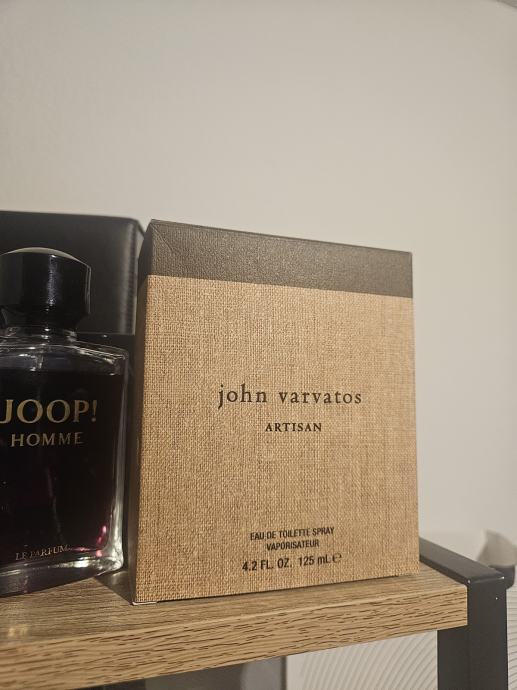 JOOP!
HOMME
LE PARFUM
john varvatos
ARTISAN
EAU DE TOILETTE SPRAY
VAPORISATEUR
4.2 FL. OZ. 125 mL ℮